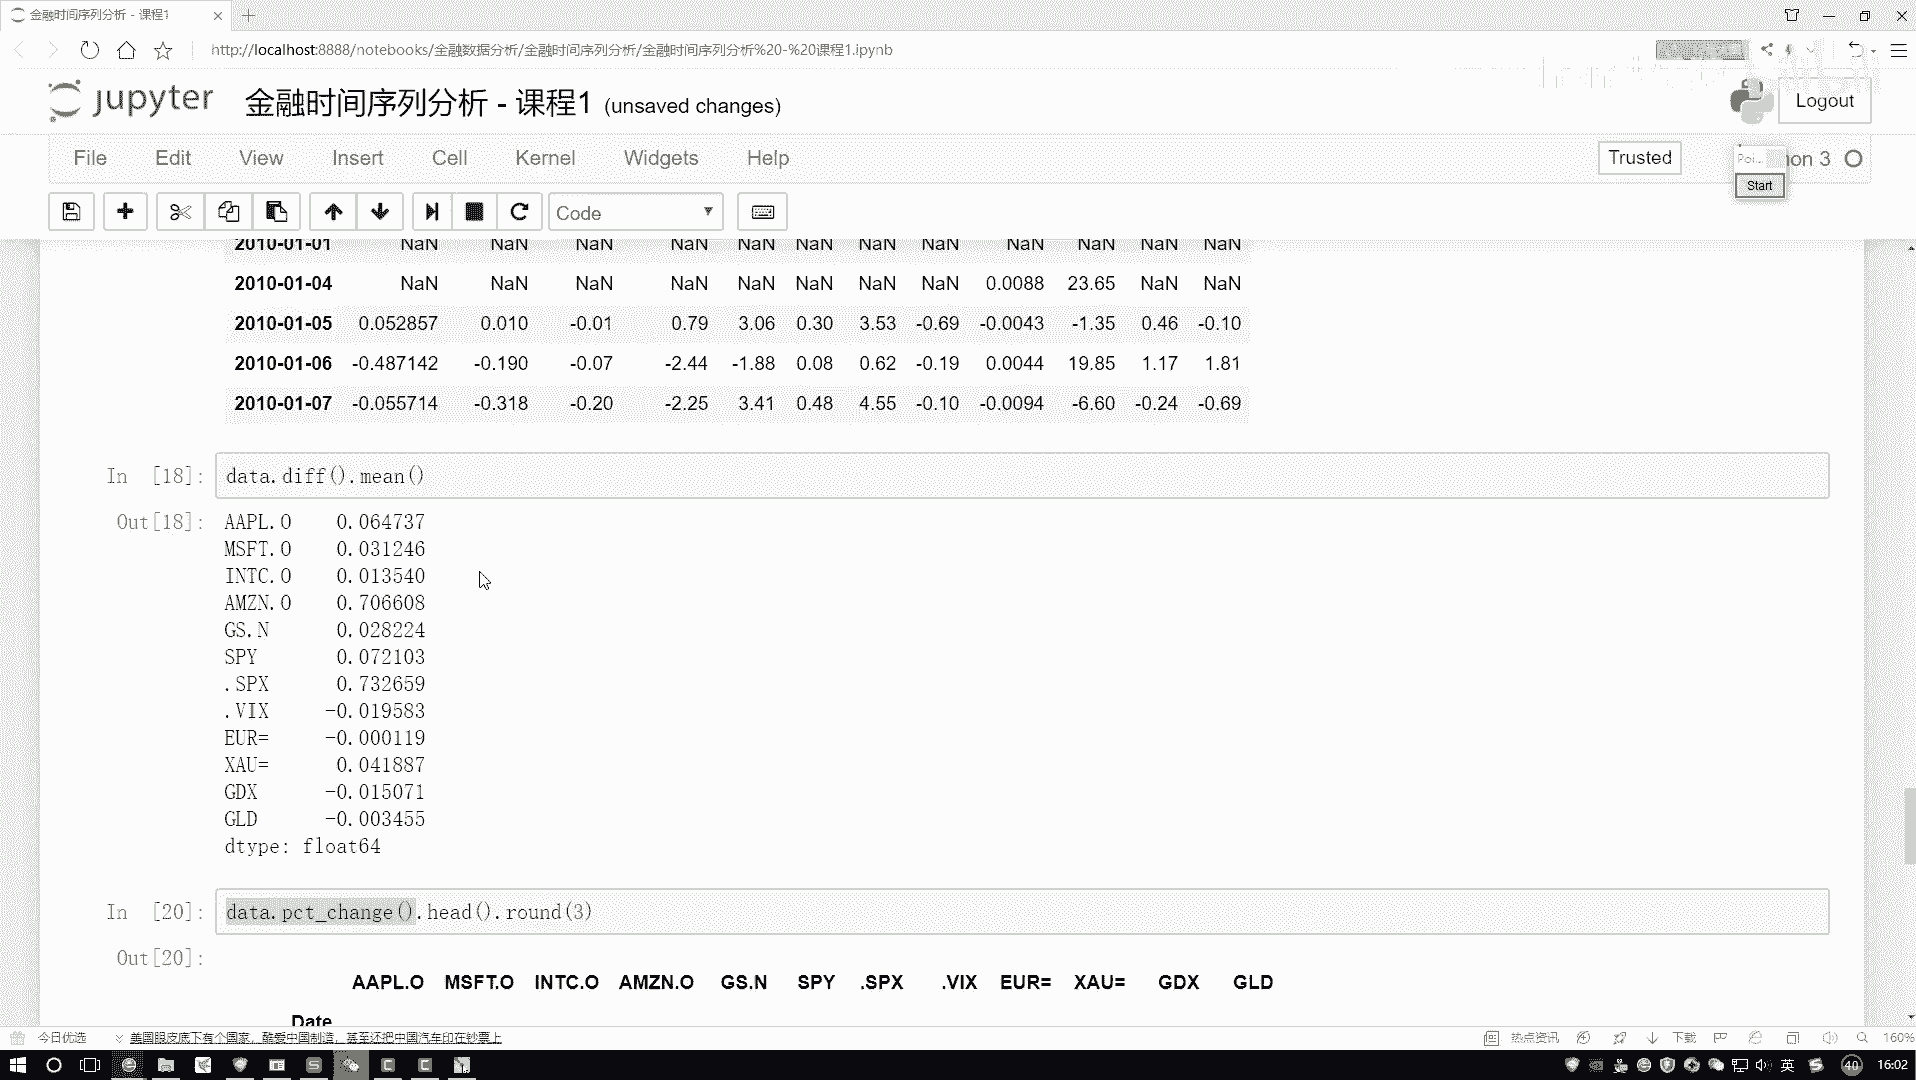 金融时间序列分析 - 课程1
http://localhost:8888/notebooks/金融数据分析/金融时间序列分析/金融时间序列分析%20-%20课程1.ipynb
jupyter 金融时间序列分析 - 课程1 (unsaved changes)
Logout
File Edit View Insert Cell Kernel Widgets Help
Trusted
Poi... hon 3
Start
Code
2010-01-01 NaN NaN NaN NaN NaN NaN NaN NaN NaN NaN NaN NaN
2010-01-04 NaN NaN NaN NaN NaN NaN NaN NaN 0.0088 23.65 NaN NaN
2010-01-05 0.052857 0.010 -0.01 0.79 3.06 0.30 3.53 -0.69 -0.0043 -1.35 0.46 -0.10
2010-01-06 -0.487142 -0.190 -0.07 -2.44 -1.88 0.08 0.62 -0.19 0.0044 19.85 1.17 1.81
2010-01-07 -0.055714 -0.318 -0.20 -2.25 3.41 0.48 4.55 -0.10 -0.0094 -6.60 -0.24 -0.69
In [18]: data.diff().mean()
Out[18]: AAPL.O 0.064737
MSFT.O 0.031246
INTC.O 0.013540
AMZN.O 0.706608
GS.N 0.028224
SPY 0.072103
.SPX 0.732659
.VIX -0.019583
EUR= -0.000119
XAU= 0.041887
GDX -0.015071
GLD -0.003455
dtype: float64
In [20]: data.pct_change().head().round(3)
Out[20]:
AAPL.O MSFT.O INTC.O AMZN.O GS.N SPY .SPX .VIX EUR= XAU= GDX GLD
Date
今日优选 美国眼皮底下有个国家，酷爱中国制造，甚至还把中国汽车印在钞票上 热点资讯 下载 160%
英 40 16:02